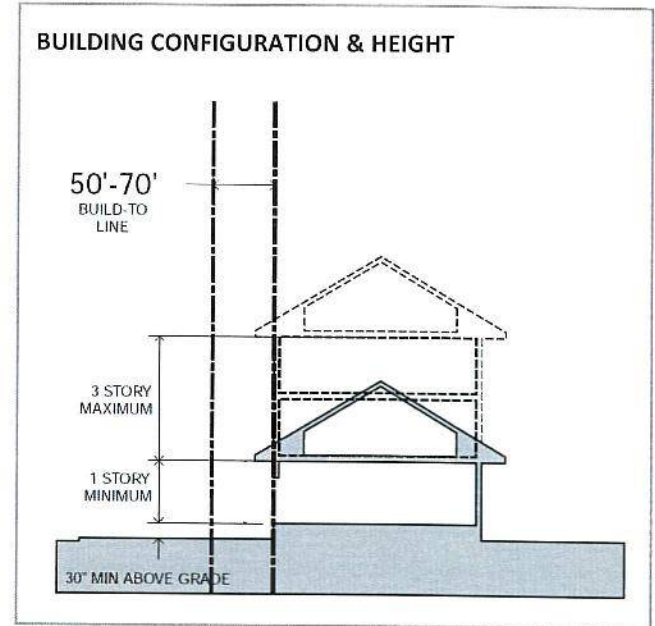 BUILDING CONFIGURATION & HEIGHT
50'-70'
BUILD-TO
LINE
3 STORY
MAXIMUM
1 STORY
MINIMUM
30" MIN ABOVE GRADE